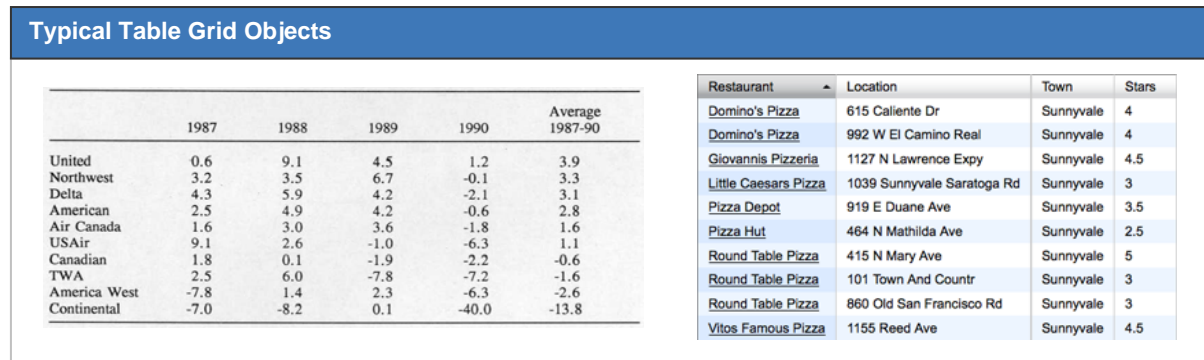 Typical Table Grid Objects
Average
1987 1988 1989 1990 1987-90
United 0.6 9.1 4.5 1.2 3.9
Northwest 3.2 3.5 6.7 -0.1 3.3
Delta 4.3 5.9 4.2 -2.1 3.1
American 2.5 4.9 4.2 -0.6 2.8
Air Canada 1.6 3.0 3.6 -1.8 1.6
USAir 9.1 2.6 -1.0 -6.3 1.1
Canadian 1.8 0.1 -1.9 -2.2 -0.6
TWA 2.5 6.0 -7.8 -7.2 -1.6
America West -7.8 1.4 2.3 -6.3 -2.6
Continental -7.0 -8.2 0.1 -40.0 -13.8
Restaurant Location Town Stars
Domino's Pizza 615 Caliente Dr Sunnyvale 4
Domino's Pizza 992 W El Camino Real Sunnyvale 4
Giovannis Pizzeria 1127 N Lawrence Expy Sunnyvale 4.5
Little Caesars Pizza 1039 Sunnyvale Saratoga Rd Sunnyvale 3
Pizza Depot 919 E Duane Ave Sunnyvale 3.5
Pizza Hut 464 N Mathilda Ave Sunnyvale 2.5
Round Table Pizza 415 N Mary Ave Sunnyvale 5
Round Table Pizza 101 Town And Countr Sunnyvale 3
Round Table Pizza 860 Old San Francisco Rd Sunnyvale 3
Vitos Famous Pizza 1155 Reed Ave Sunnyvale 4.5